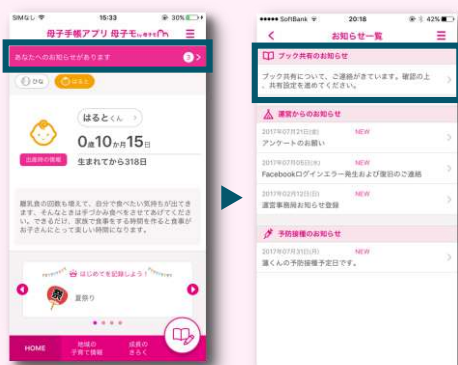 SIMなし 15:33 30%
母子手帳アプリ 母子モ
あなたへのお知らせがあります
ひな
はると
はるとくん
0歳10か月15日
出産時の情報
生まれてから318日
離乳食の回数も増えて、自分で食べたい気持ちが出てき
ます。そんなときは手づかみ食べをさせてあげてくださ
い。できるだけ、家族で食事をする時間を作ると食事が
お子さんにとって楽しい時間になります。
はじめてを記録しよう!
祭
夏祭り
HOME
地域の
子育て情報
成長の
きろく
SoftBank 20:16 42%
お知らせ一覧
ブック共有のお知らせ
ブック共有について、ご連絡がきています。確認の上
、共有設定を進めてください。
運営からのお知らせ
2017年07月21日(金) NEW
アンケートのお願い
2017年07月05日(水) NEW
Facebookログインエラー発生および復旧のご連絡
2017年02月12日(日) NEW
運営事務局お知らせ登録
予防接種のお知らせ
2017年07月31日(月) NEW
蓮くんの予防接種予定日です。